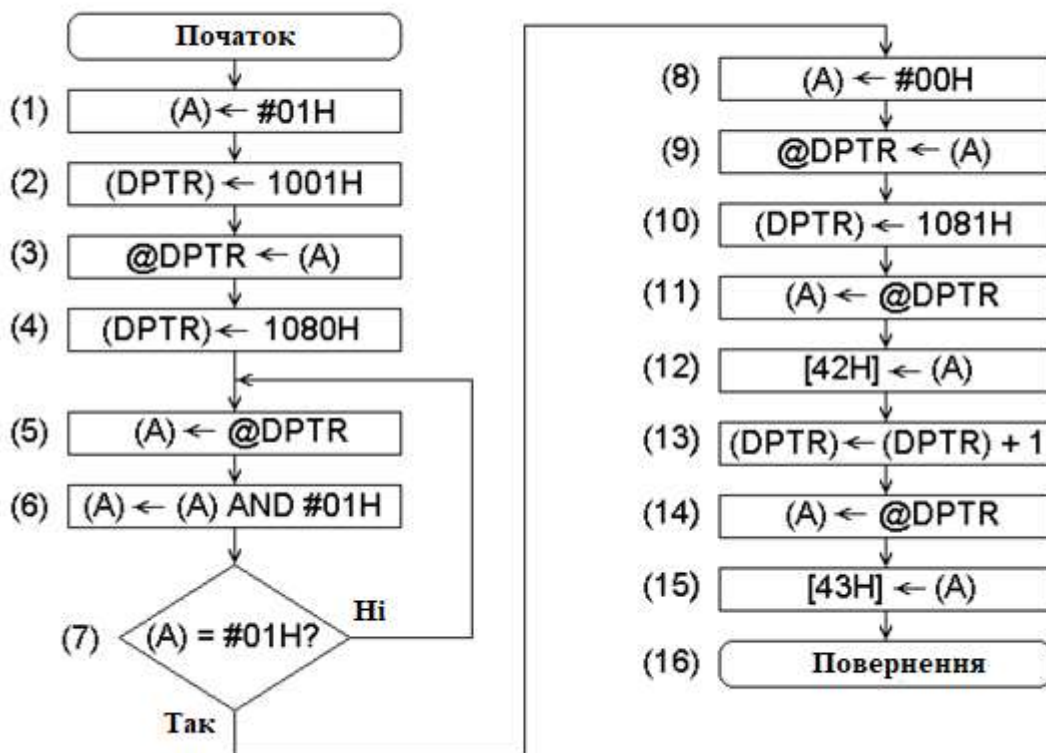 Початок
(1) (A) ← #01H
(2) (DPTR) ← 1001H
(3) @DPTR ← (A)
(4) (DPTR) ← 1080H
(5) (A) ← @DPTR
(6) (A) ← (A) AND #01H
(7) (A) = #01H?
Ні
Так
(8) (A) ← #00H
(9) @DPTR ← (A)
(10) (DPTR) ← 1081H
(11) (A) ← @DPTR
(12) [42H] ← (A)
(13) (DPTR) ← (DPTR) + 1
(14) (A) ← @DPTR
(15) [43H] ← (A)
(16) Повернення